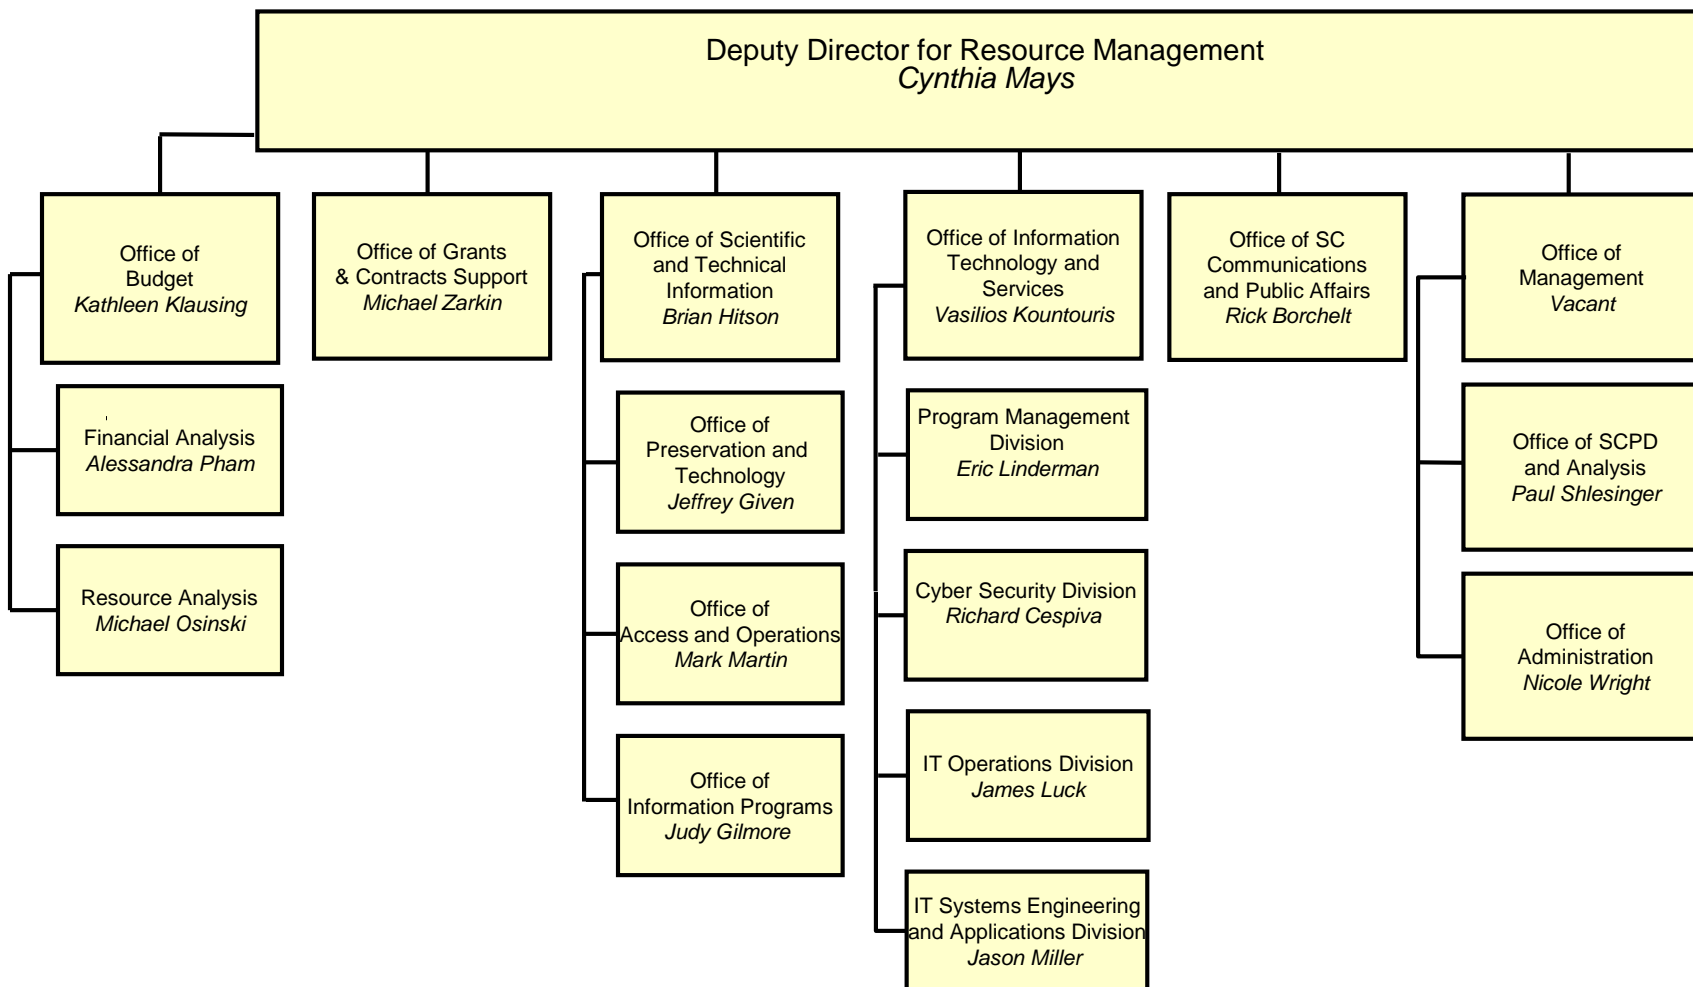 Deputy Director for Resource Management
Cynthia Mays
Office of
Budget
Kathleen Klausing
Financial Analysis
Alessandra Pham
Resource Analysis
Michael Osinski
Office of Grants
& Contracts Support
Michael Zarkin
Office of Scientific
and Technical
Information
Brian Hitson
Office of
Preservation and
Technology
Jeffrey Given
Office of
Access and Operations
Mark Martin
Office of
Information Programs
Judy Gilmore
Office of Information
Technology and
Services
Vasilios Kountouris
Program Management
Division
Eric Linderman
Cyber Security Division
Richard Cespiva
IT Operations Division
James Luck
IT Systems Engineering
and Applications Division
Jason Miller
Office of SC
Communications
and Public Affairs
Rick Borchelt
Office of
Management
Vacant
Office of SCPD
and Analysis
Paul Shlesinger
Office of
Administration
Nicole Wright